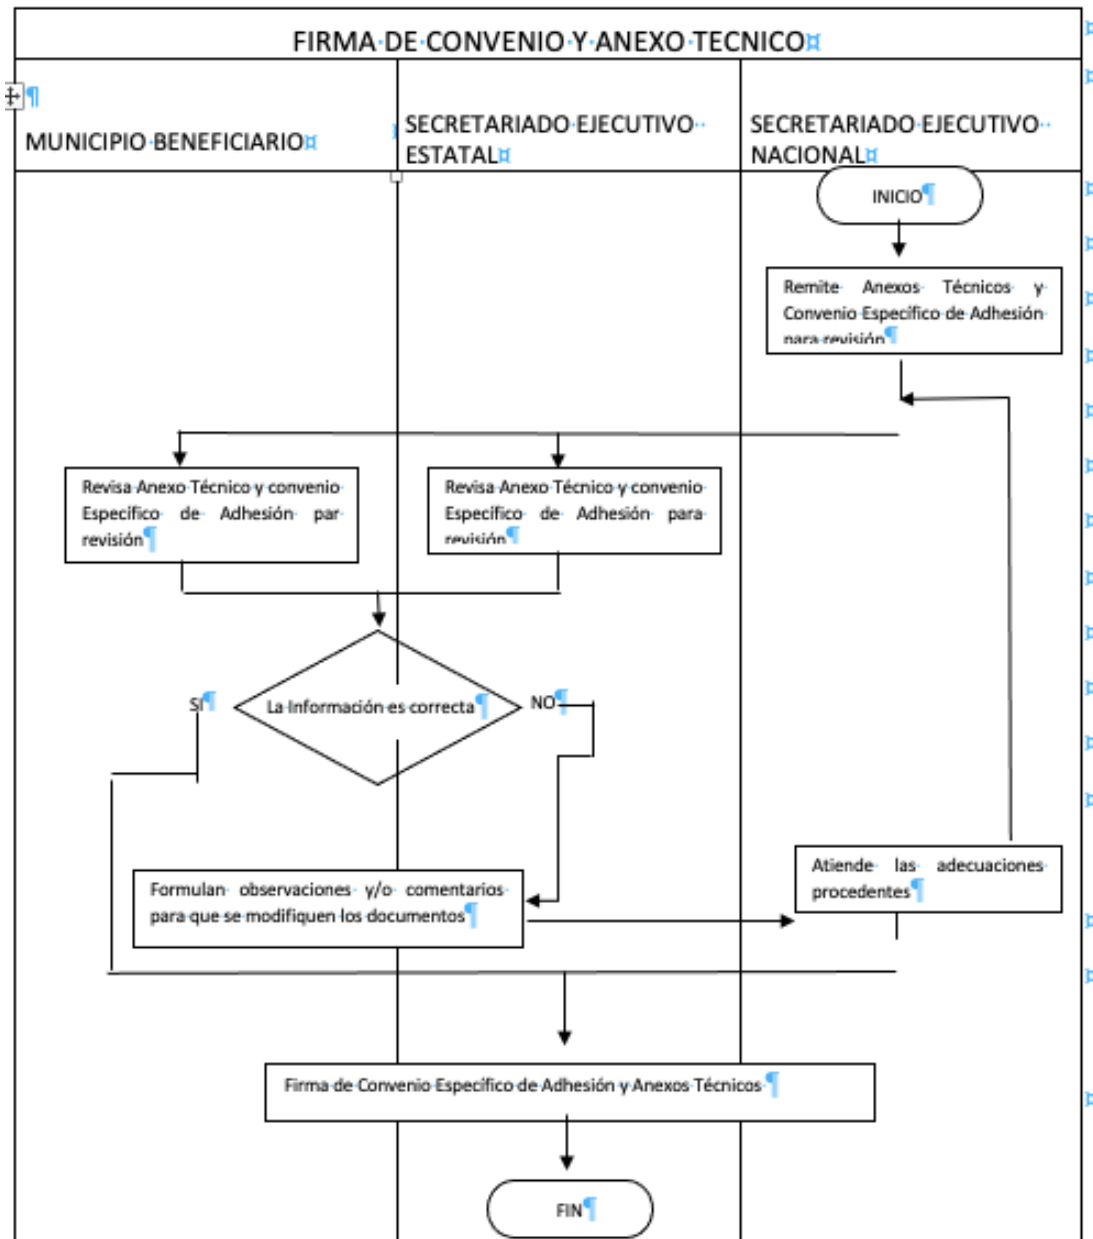 FIRMA DE CONVENIO Y ANEXO TECNICO
MUNICIPIO BENEFICIARIO
SECRETARIADO EJECUTIVO
ESTATAL
SECRETARIADO EJECUTIVO
NACIONAL
INICIO
Remite Anexos Técnicos y
Convenio Específico de Adhesión
para revisión
Revisa Anexo Técnico y convenio
Específico de Adhesión par
revisión
Revisa Anexo Técnico y convenio
Específico de Adhesión para
revisión
SI
La Información es correcta
NO
Formulan observaciones y/o comentarios
para que se modifiquen los documentos
Atiende las adecuaciones
procedentes
Firma de Convenio Específico de Adhesión y Anexos Técnicos
FIN